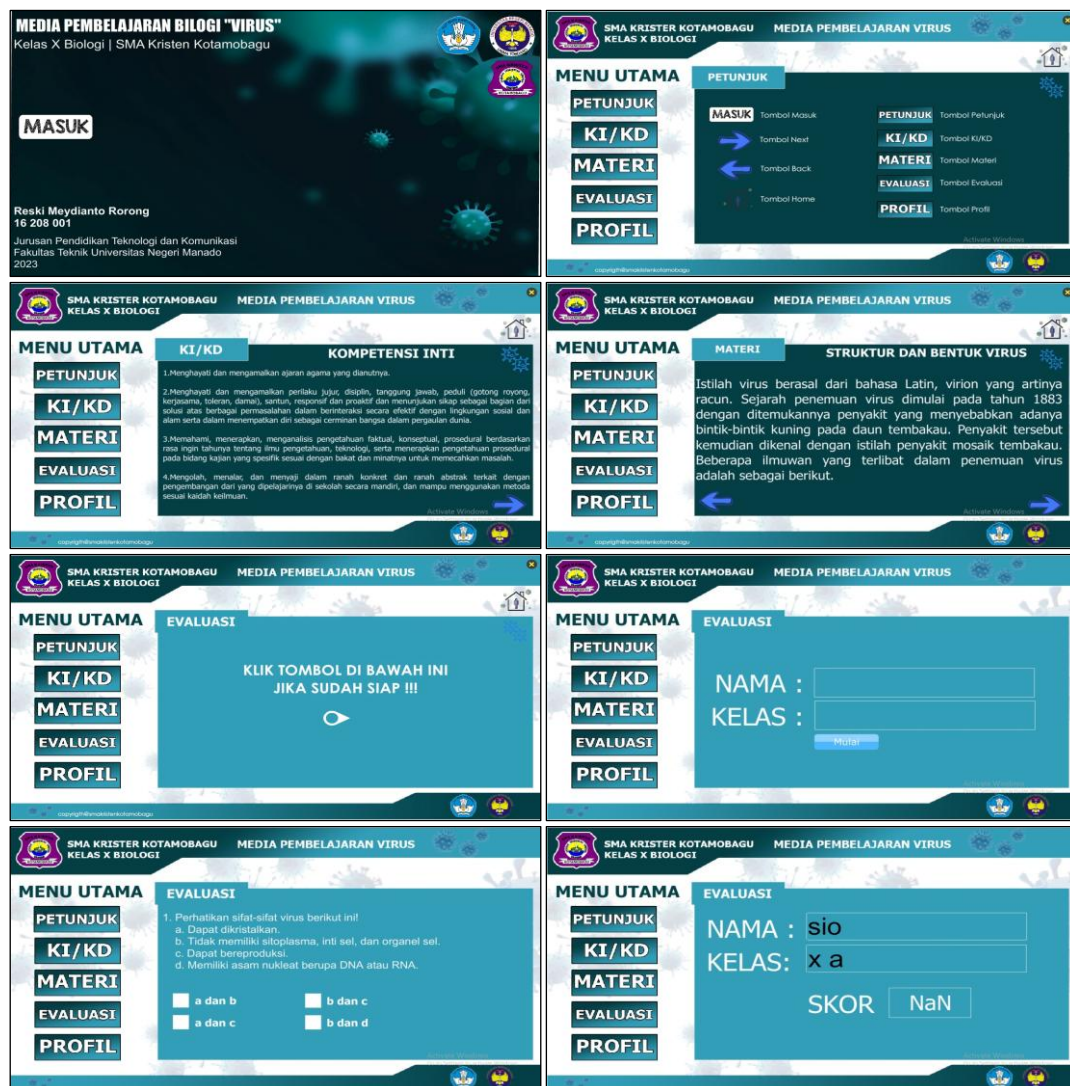 MEDIA PEMBELAJARAN BILOGI "VIRUS"
Kelas X Biologi | SMA Kristen Kotamobagu
MASUK
Reski Meydianto Rorong
16 208 001
Jurusan Pendidikan Teknologi dan Komunikasi
Fakultas Teknik Universitas Negeri Manado
2023
SMA KRISTER KOTAMOBAGU MEDIA PEMBELAJARAN VIRUS
KELAS X BIOLOGI
MENU UTAMA
PETUNJUK
KI/KD
MATERI
EVALUASI
PROFIL
PETUNJUK
MASUK Tombol Masuk
Tombol Next
Tombol Back
Tombol Home
PETUNJUK Tombol Petunjuk
KI/KD Tombol KI/KD
MATERI Tombol Materi
EVALUASI Tombol Evaluasi
PROFIL Tombol Profil
Activate Windows
copyrigth@smakristenkotamobagu
SMA KRISTER KOTAMOBAGU MEDIA PEMBELAJARAN VIRUS
KELAS X BIOLOGI
MENU UTAMA
PETUNJUK
KI/KD
MATERI
EVALUASI
PROFIL
KI/KD
KOMPETENSI INTI
1.Menghayati dan mengamalkan ajaran agama yang dianutnya.
2.Menghayati dan mengamalkan perilaku jujur, disiplin, tanggung jawab, peduli (gotong royong,
kerjasama, toleran, damai), santun, responsif dan proaktif dan menunjukan sikap sebagai bagian dari
solusi atas berbagai permasalahan dalam berinteraksi secara efektif dengan lingkungan sosial dan
alam serta dalam menempatkan diri sebagai cerminan bangsa dalam pergaulan dunia.
3.Memahami, menerapkan, menganalisis pengetahuan faktual, konseptual, prosedural berdasarkan
rasa ingin tahunya tentang ilmu pengetahuan, teknologi, serta menerapkan pengetahuan prosedural
pada bidang kajian yang spesifik sesuai dengan bakat dan minatnya untuk memecahkan masalah.
4.Mengolah, menalar, dan menyaji dalam ranah konkret dan ranah abstrak terkait dengan
pengembangan dari yang dipelajarinya di sekolah secara mandiri, dan mampu menggunakan metoda
sesuai kaidah keilmuan.
Activate Windows
copyrigth@smakristenkotamobagu
SMA KRISTER KOTAMOBAGU MEDIA PEMBELAJARAN VIRUS
KELAS X BIOLOGI
MENU UTAMA
PETUNJUK
KI/KD
MATERI
EVALUASI
PROFIL
MATERI
STRUKTUR DAN BENTUK VIRUS
Istilah virus berasal dari bahasa Latin, virion yang artinya
racun. Sejarah penemuan virus dimulai pada tahun 1883
dengan ditemukannya penyakit yang menyebabkan adanya
bintik-bintik kuning pada daun tembakau. Penyakit tersebut
kemudian dikenal dengan istilah penyakit mosaik tembakau.
Beberapa ilmuwan yang terlibat dalam penemuan virus
adalah sebagai berikut.
Activate Windows
copyrigth@smakristenkotamobagu
SMA KRISTER KOTAMOBAGU MEDIA PEMBELAJARAN VIRUS
KELAS X BIOLOGI
MENU UTAMA
PETUNJUK
KI/KD
MATERI
EVALUASI
PROFIL
EVALUASI
KLIK TOMBOL DI BAWAH INI
JIKA SUDAH SIAP !!!
copyrigth@smakristenkotamobagu
SMA KRISTER KOTAMOBAGU MEDIA PEMBELAJARAN VIRUS
KELAS X BIOLOGI
MENU UTAMA
PETUNJUK
KI/KD
MATERI
EVALUASI
PROFIL
EVALUASI
NAMA :
KELAS :
Mulai
SMA KRISTER KOTAMOBAGU MEDIA PEMBELAJARAN VIRUS
KELAS X BIOLOGI
MENU UTAMA
PETUNJUK
KI/KD
MATERI
EVALUASI
PROFIL
EVALUASI
1. Perhatikan sifat-sifat virus berikut ini!
a. Dapat dikristalkan.
b. Tidak memiliki sitoplasma, inti sel, dan organel sel.
c. Dapat bereproduksi.
d. Memiliki asam nukleat berupa DNA atau RNA.
a dan b
b dan c
a dan c
b dan d
SMA KRISTER KOTAMOBAGU MEDIA PEMBELAJARAN VIRUS
KELAS X BIOLOGI
MENU UTAMA
PETUNJUK
KI/KD
MATERI
EVALUASI
PROFIL
EVALUASI
NAMA : sio
KELAS: x a
SKOR NaN